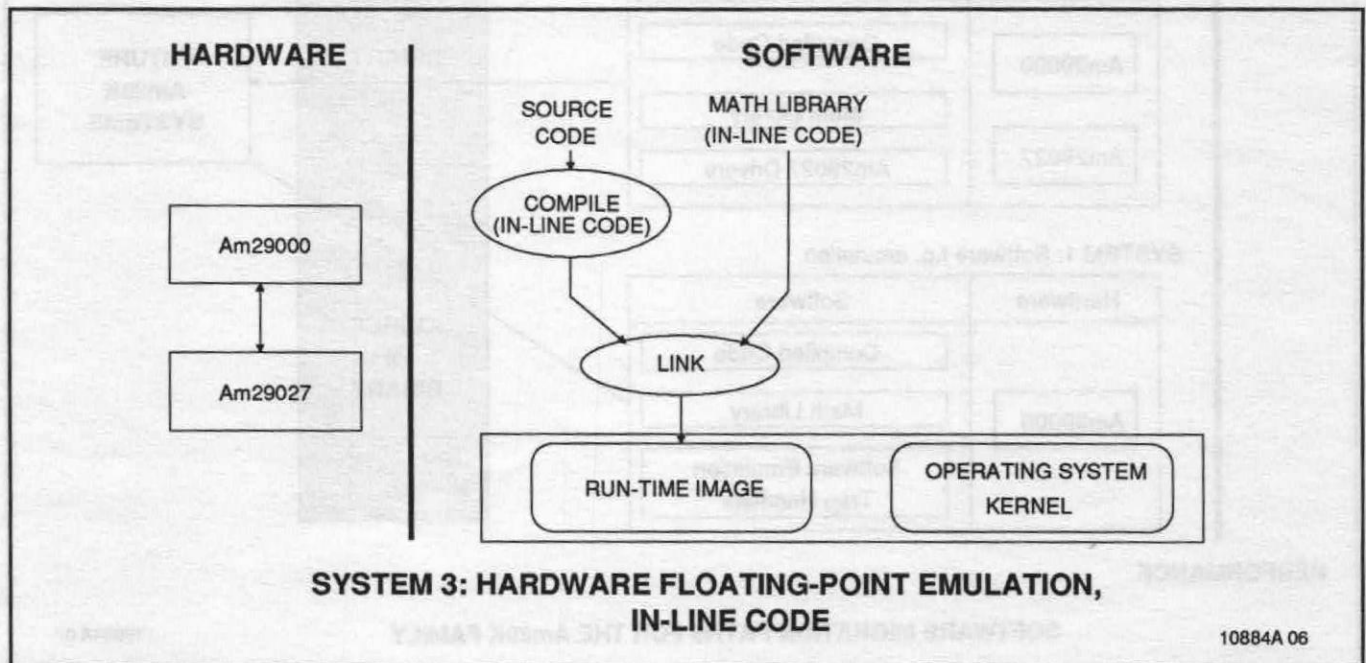 HARDWARE
SOFTWARE
SOURCE
CODE
MATH LIBRARY
(IN-LINE CODE)
COMPILE
(IN-LINE CODE)
Am29000
Am29027
LINK
RUN-TIME IMAGE
OPERATING SYSTEM
KERNEL
SYSTEM 3: HARDWARE FLOATING-POINT EMULATION,
IN-LINE CODE
10884A 06